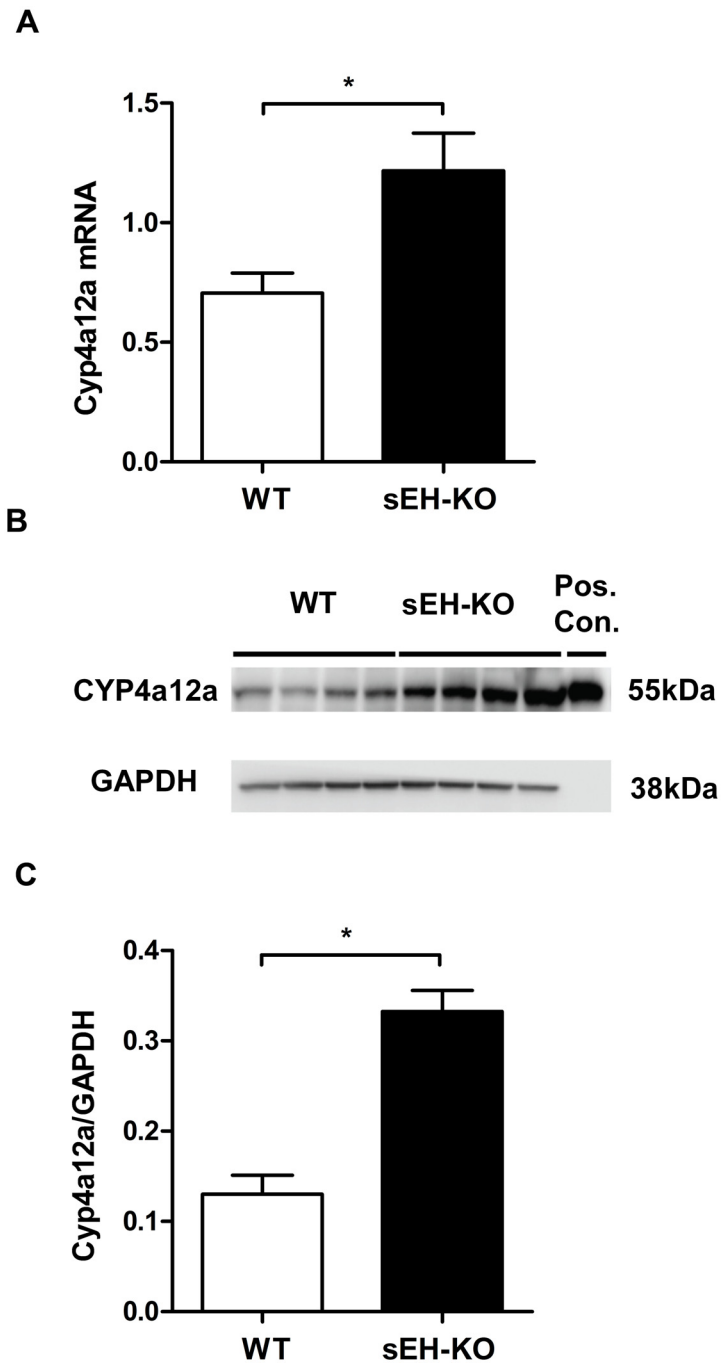 A
*
1.5
1.0
0.5
0.0
Cyp4a12a mRNA
WT sEH-KO
B
WT sEH-KO Pos.
Con.
CYP4a12a 55kDa
GAPDH 38kDa
C
*
0.4
0.3
0.2
0.1
0.0
Cyp4a12a/GAPDH
WT sEH-KO